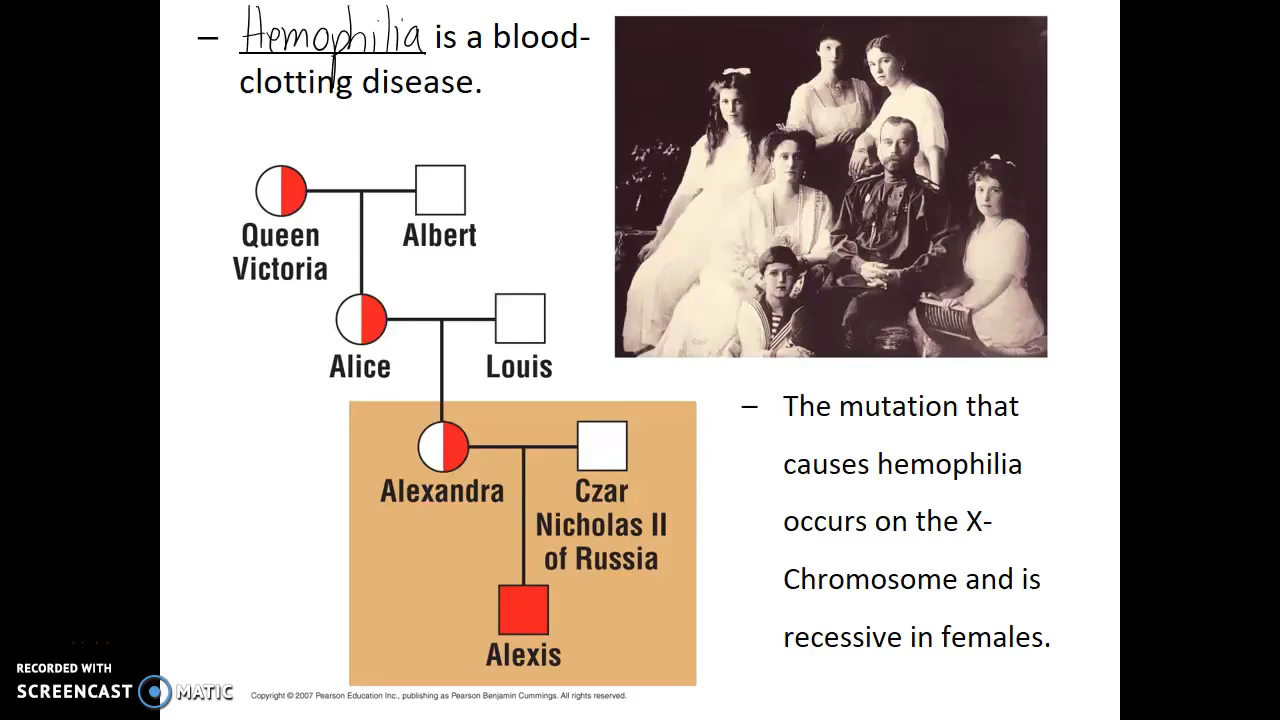 – Hemophilia is a blood-
clotting disease.
Queen
Victoria
Albert
Alice
Louis
Alexandra
Czar
Nicholas II
of Russia
Alexis
– The mutation that
causes hemophilia
occurs on the X-
Chromosome and is
recessive in females.
RECORDED WITH
SCREENCAST MATIC
Copyright © 2007 Pearson Education Inc., publishing as Pearson Benjamin Cummings. All rights reserved.